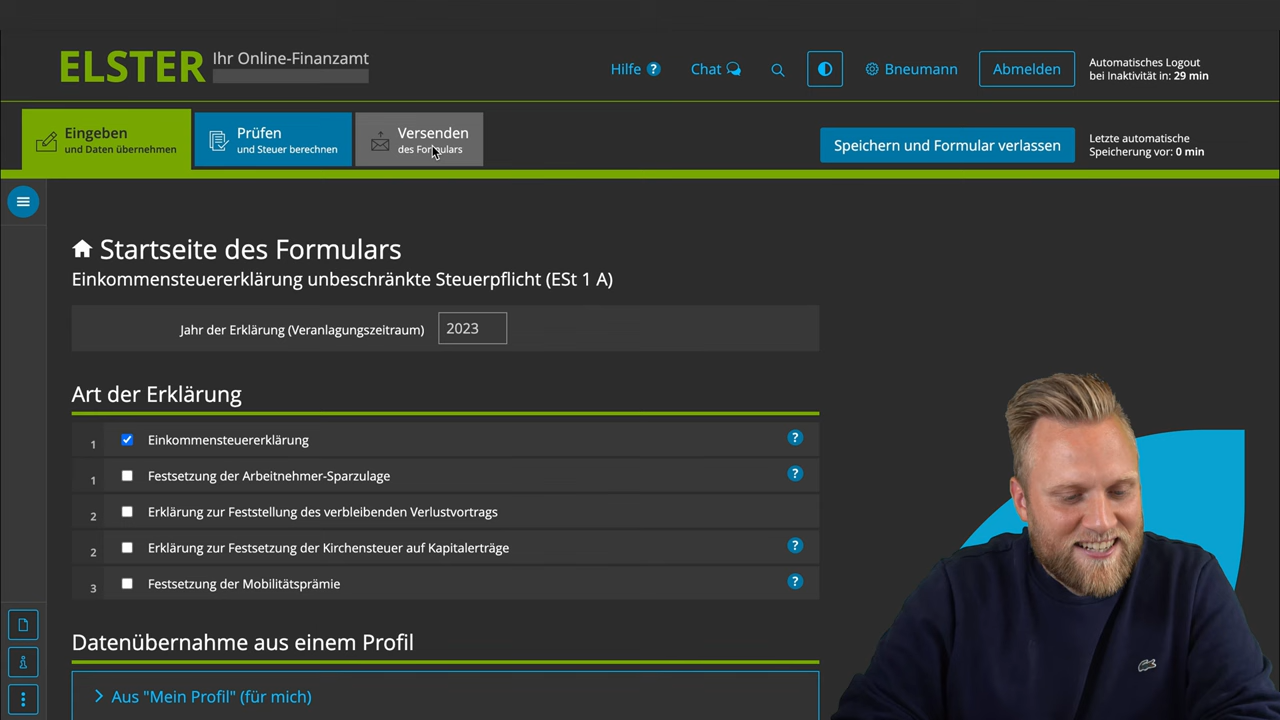 ELSTER Ihr Online-Finanzamt
Hilfe ?
Chat
Bneumann
Abmelden
Automatisches Logout
bei Inaktivität in: 29 min
Eingeben
und Daten übernehmen
Prüfen
und Steuer berechnen
Versenden
des Formulars
Speichern und Formular verlassen
Letzte automatische
Speicherung vor: 0 min
Startseite des Formulars
Einkommensteuererklärung unbeschränkte Steuerpflicht (ESt 1 A)
Jahr der Erklärung (Veranlagungszeitraum) 2023
Art der Erklärung
1 Einkommensteuererklärung ?
1 Festsetzung der Arbeitnehmer-Sparzulage ?
2 Erklärung zur Feststellung des verbleibenden Verlustvortrags
2 Erklärung zur Festsetzung der Kirchensteuer auf Kapitalerträge ?
3 Festsetzung der Mobilitätsprämie ?
Datenübernahme aus einem Profil
Aus "Mein Profil" (für mich)